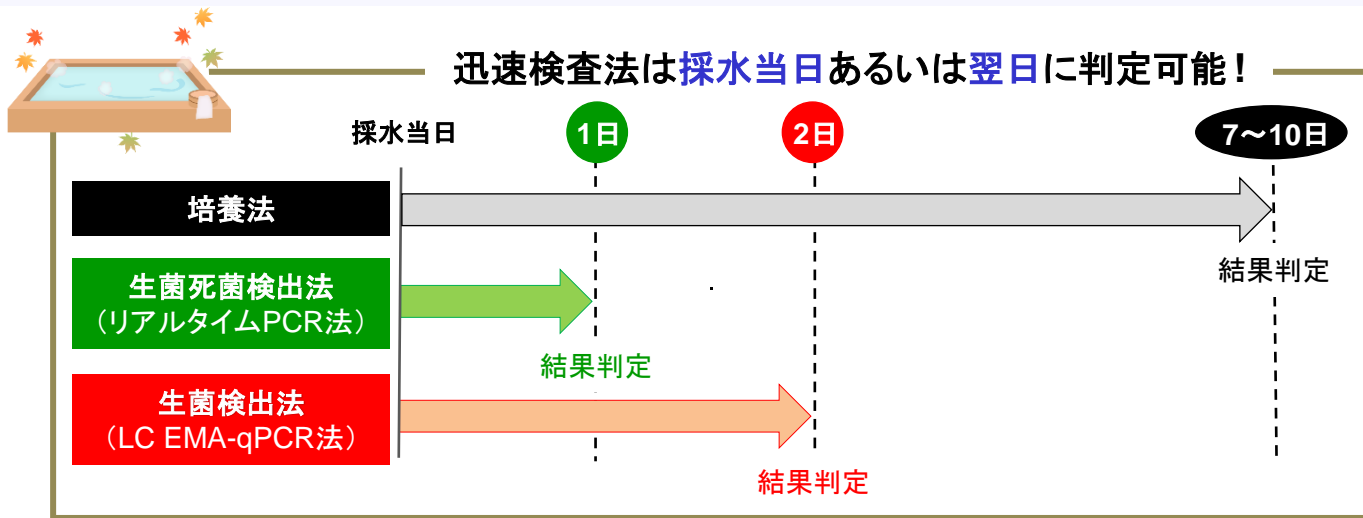 迅速検査法は採水当日あるいは翌日に判定可能!
採水当日
1日
2日
7～10日
培養法
結果判定
生菌死菌検出法
（リアルタイムPCR法）
結果判定
生菌検出法
（LC EMA-qPCR法）
結果判定